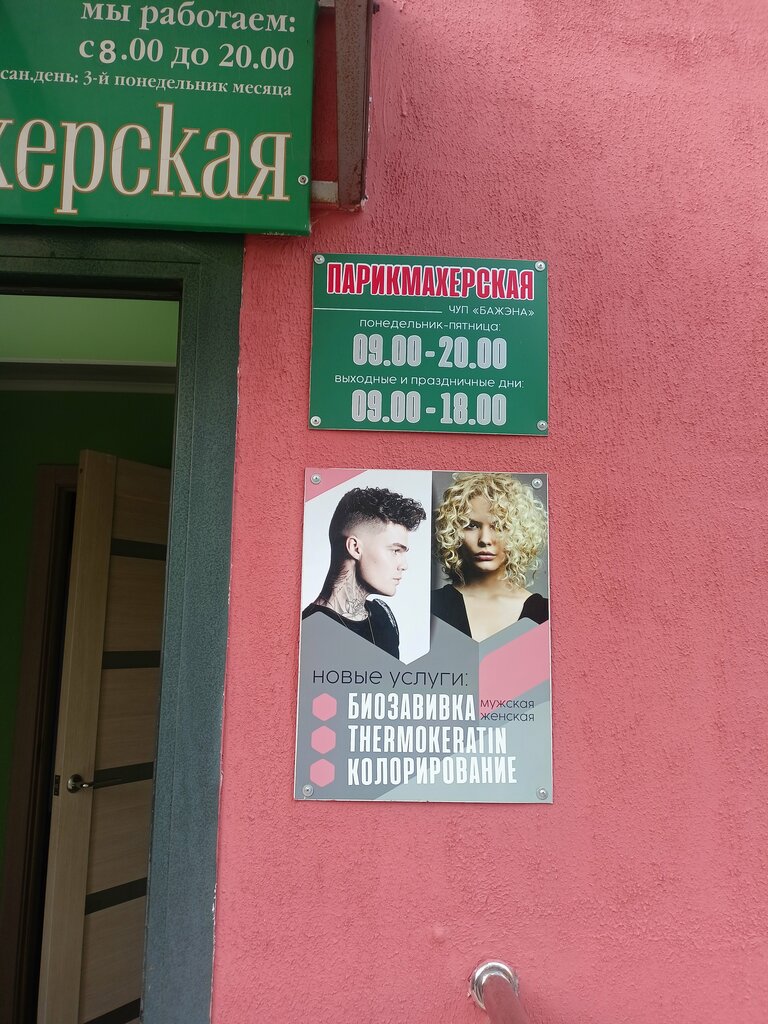 мы работаем:
с 8.00 до 20.00
сан.день: 3-й понедельник месяца
херская
ПАРИКМАХЕРСКАЯ
ЧУП «БАЖЭНА»
понедельник-пятница:
09.00-20.00
выходные и праздничные дни:
09.00-18.00
новые услуги:
БИОЗАВИВКА мужская женская
THERMOKERATIN
КОЛОРИРОВАНИЕ